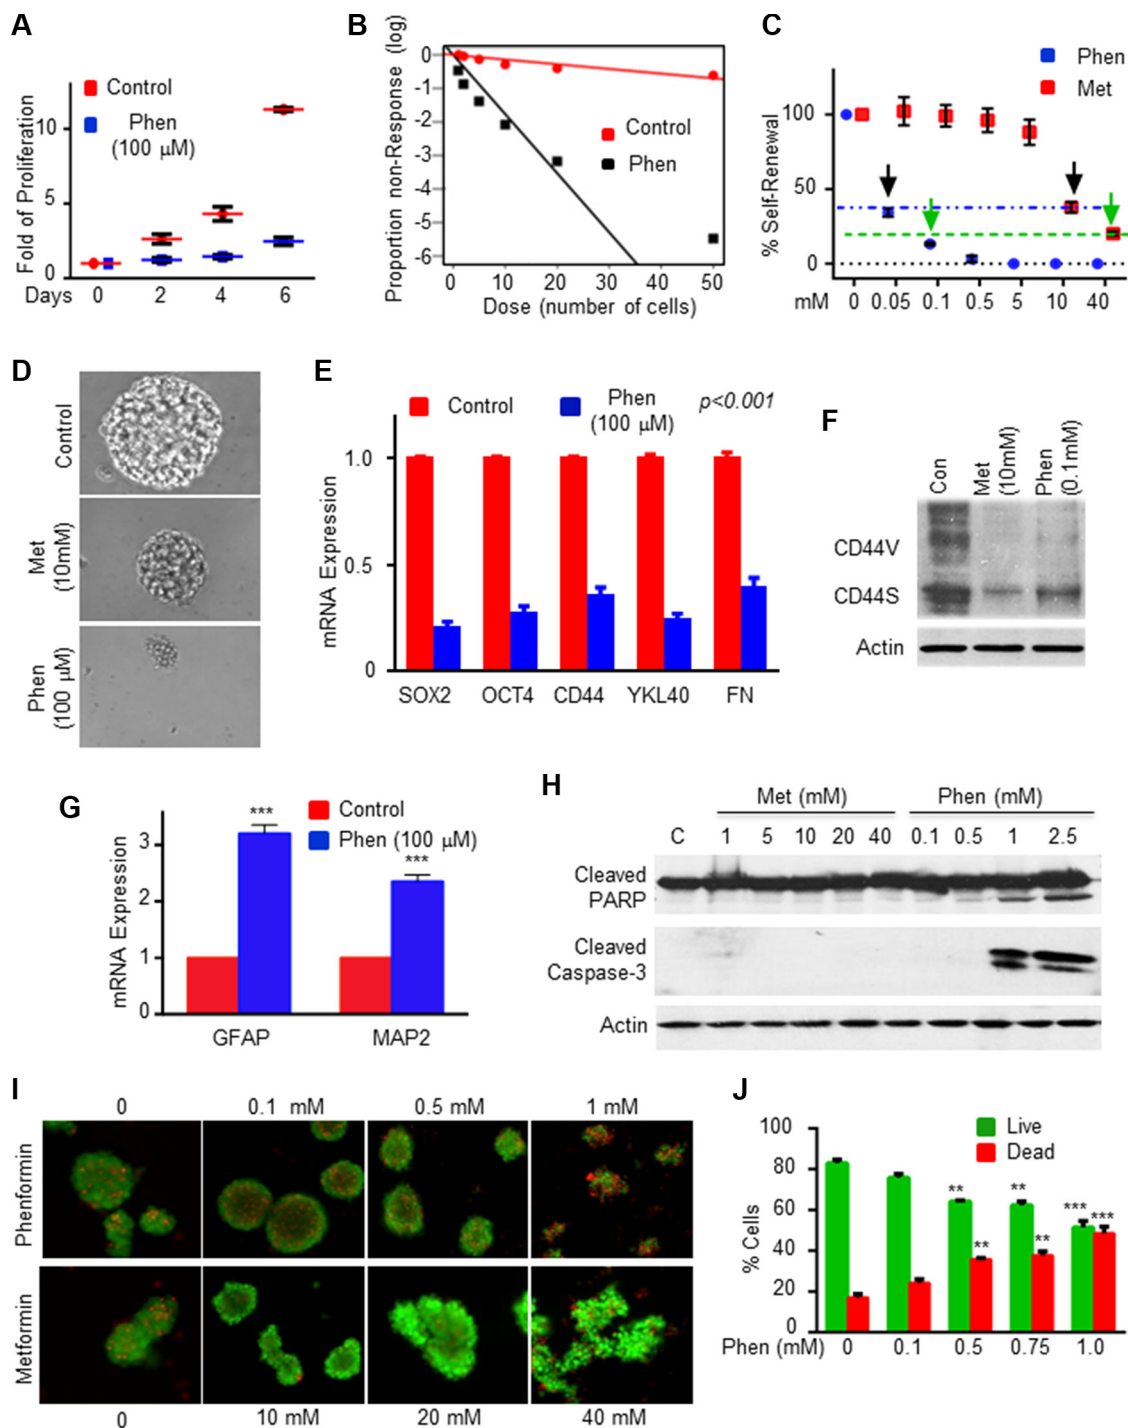 A
Control
Phen
(100 µM)
Fold of Proliferation
10
5
0
Days 0 2 4 6
B
Proportion non-Response (log)
0
-1
-2
-3
-4
-5
-6
Control
Phen
0 10 20 30 40 50
Dose (number of cells)
C
Phen
Met
% Self-Renewal
100
50
0
mM 0 0.05 0.1 0.5 5 10 40
D
Control
Met
(10mM)
Phen
(100 µM)
E
Control
Phen
(100 µM)
p<0.001
mRNA Expression
1.0
0.5
0
SOX2 OCT4 CD44 YKL40 FN
F
Con
Met
(10mM)
Phen
(0.1mM)
CD44V
CD44S
Actin
G
Control
Phen (100 µM)
mRNA Expression
3
2
1
0
***
***
GFAP MAP2
H
Met (mM) Phen (mM)
C 1 5 10 20 40 0.1 0.5 1 2.5
Cleaved
PARP
Cleaved
Caspase-3
Actin
I
0 0.1 mM 0.5 mM 1 mM
Phenformin
Metformin
0 10 mM 20 mM 40 mM
J
Live
Dead
% Cells
100
80
60
40
20
0
**
**
**
**
***
***
Phen (mM) 0 0.1 0.5 0.75 1.0